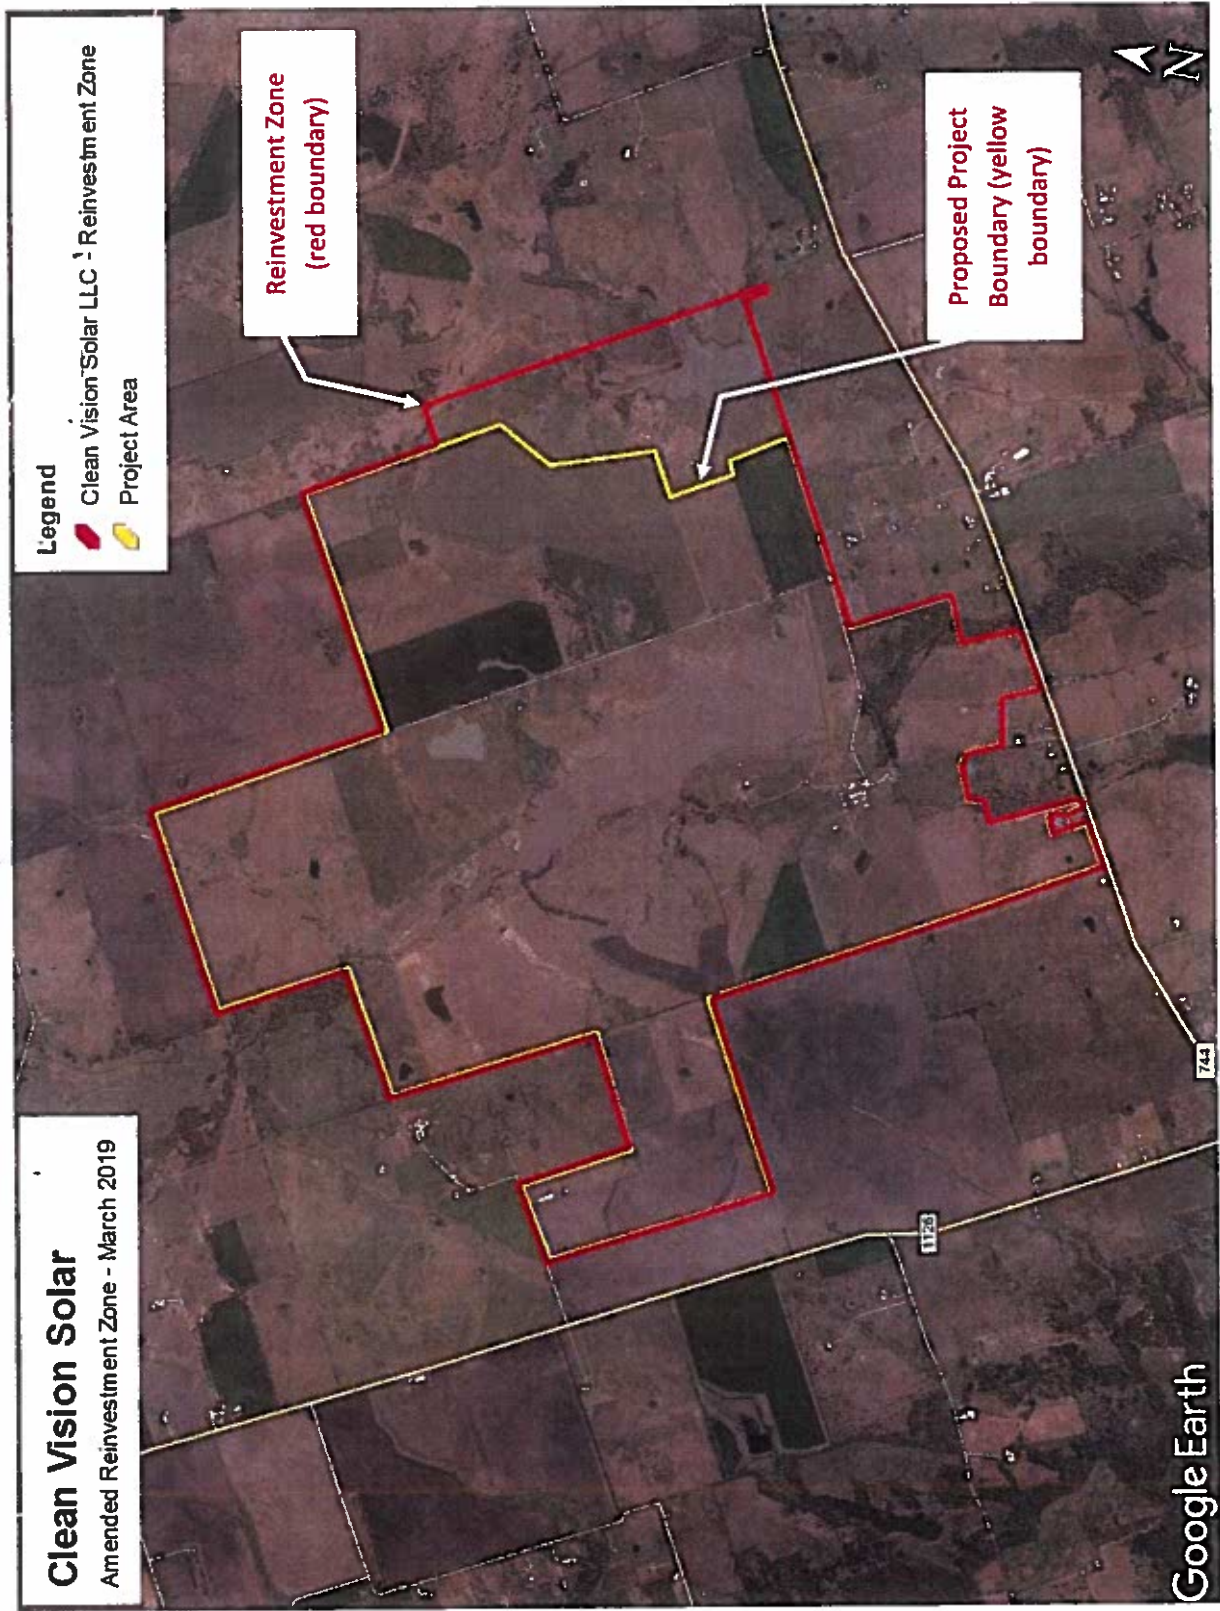 Clean Vision Solar
Amended Reinvestment Zone - March 2019
Legend
Clean Vision Solar LLC - Reinvestment Zone
Project Area
Reinvestment Zone
(red boundary)
Proposed Project
Boundary (yellow
boundary)
1126
744
Google Earth
N